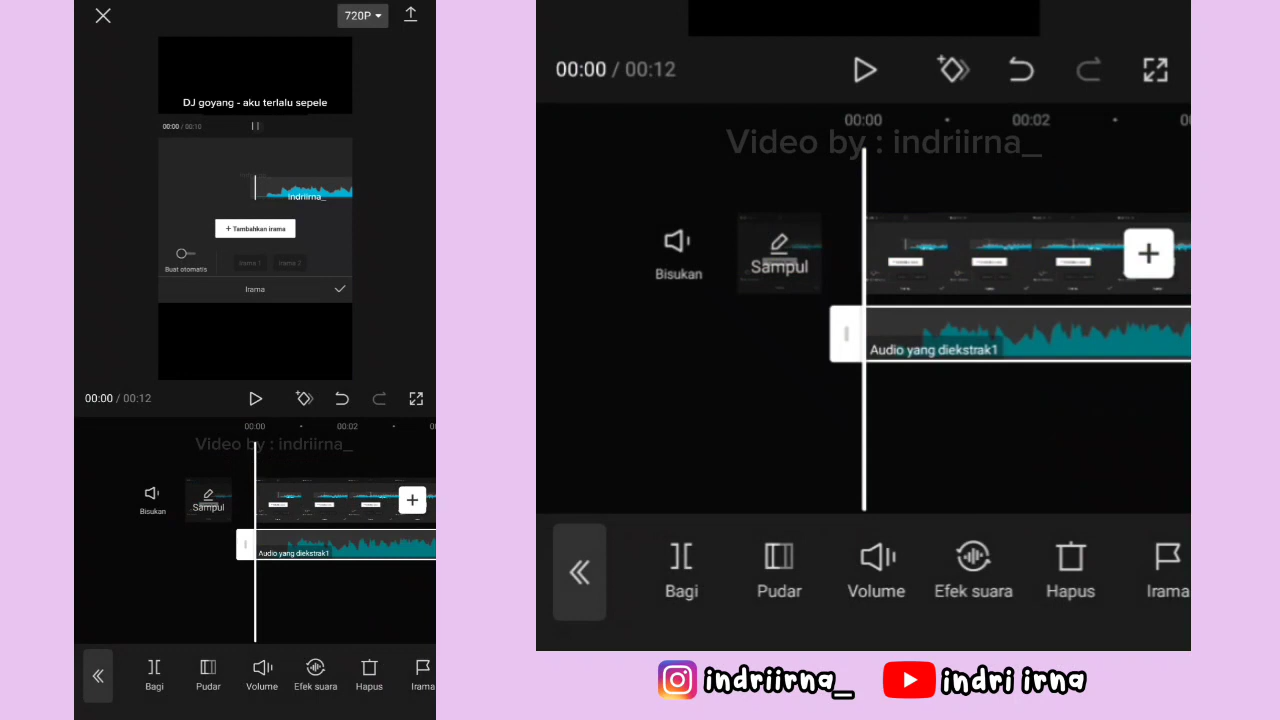 720P
DJ goyang - aku terlalu sepele
00:00 / 00:10
indriirna_
+ Tambahkan irama
Buat otomatis
Irama 1
Irama 2
Irama
00:00 / 00:12
00:00
00:02
Video by : indriirna_
Bisukan
Sampul
Audio yang diekstrak1
Bagi
Pudar
Volume
Efek suara
Hapus
Irama
00:00 / 00:12
00:00
00:02
Video by : indriirna_
Bisukan
Sampul
Audio yang diekstrak1
Bagi
Pudar
Volume
Efek suara
Hapus
Irama
indriirna_
indri irna